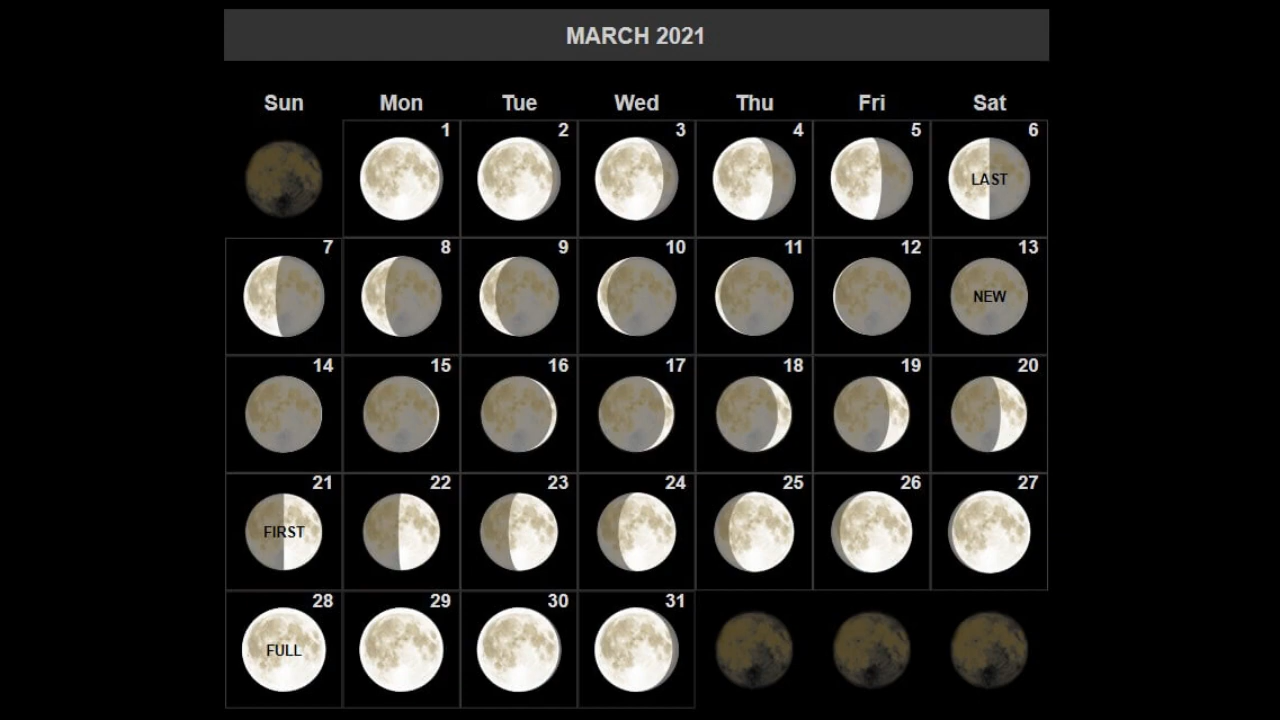 MARCH 2021
Sun Mon Tue Wed Thu Fri Sat
1 2 3 4 5 6
LAST
7 8 9 10 11 12 13
NEW
14 15 16 17 18 19 20
21 22 23 24 25 26 27
FIRST
28 29 30 31
FULL